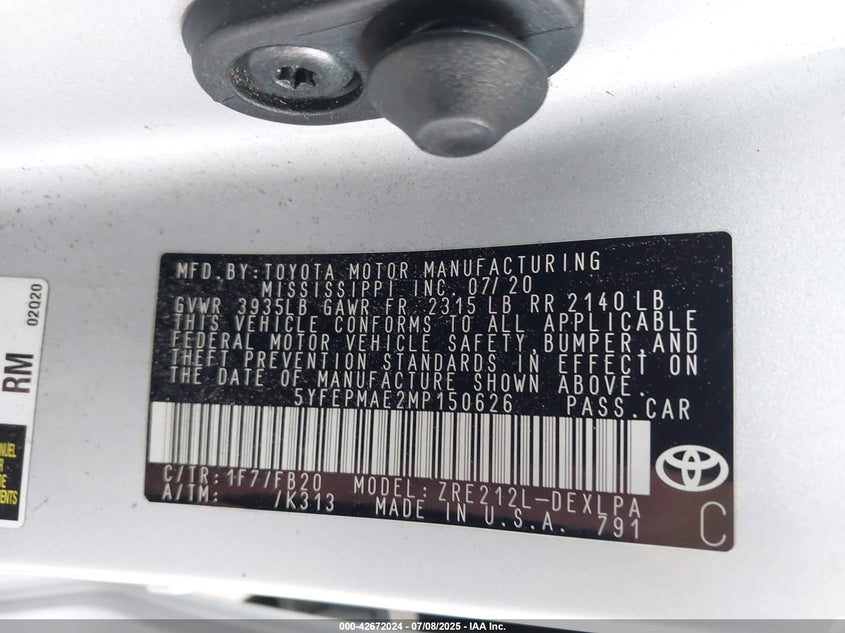 MFD.BY:TOYOTA MOTOR MANUFACTURING
MISSISSIPPI INC. 07/20
GVWR 3935LB GAWR FR 2315 LB RR 2140 LB
THIS VEHICLE CONFORMS TO ALL APPLICABLE
FEDERAL MOTOR VEHICLE SAFETY, BUMPER, AND
THEFT PREVENTION STANDARDS IN EFFECT ON
THE DATE OF MANUFACTURE SHOWN ABOVE.
5YFEPMAE2MP150626 PASS.CAR
C/TR: 1F7/FB20 MODEL: ZRE212L-DEXLPA
A/TM: /K313 MADE IN U.S.A. 791
C
02020
RM
DE
000-42672024 - 07/08/2025 - IAA Inc.